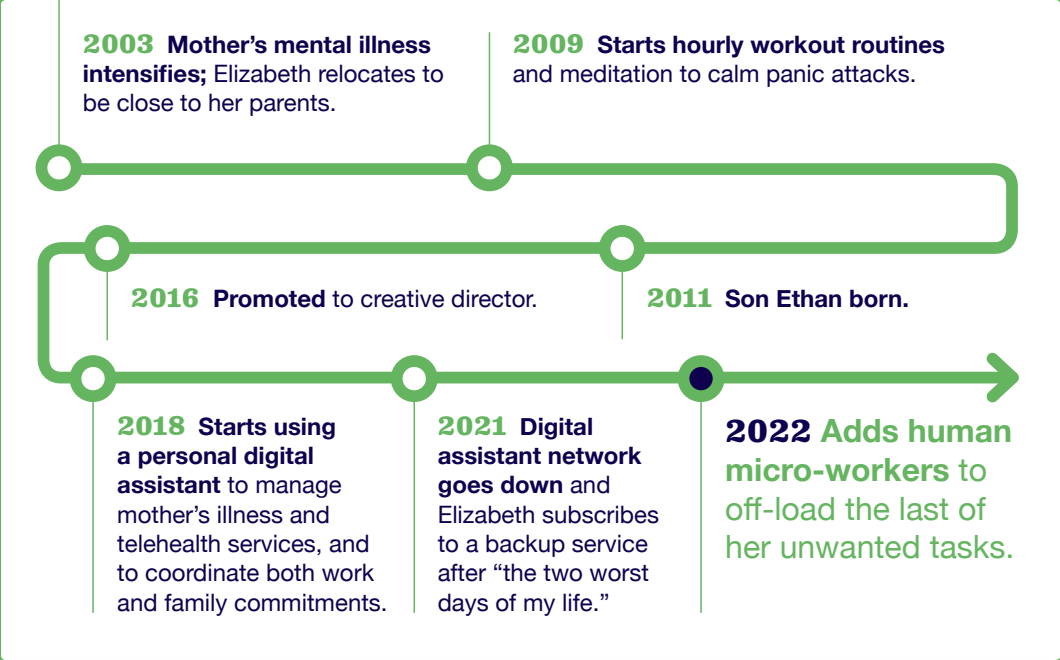 2003 Mother’s mental illness
intensifies; Elizabeth relocates to
be close to her parents.
2009 Starts hourly workout routines
and meditation to calm panic attacks.
2011 Son Ethan born.
2016 Promoted to creative director.
2018 Starts using
a personal digital
assistant to manage
mother’s illness and
telehealth services, and
to coordinate both work
and family commitments.
2021 Digital
assistant network
goes down and
Elizabeth subscribes
to a backup service
after “the two worst
days of my life.”
2022 Adds human
micro-workers to
off-load the last of
her unwanted tasks.